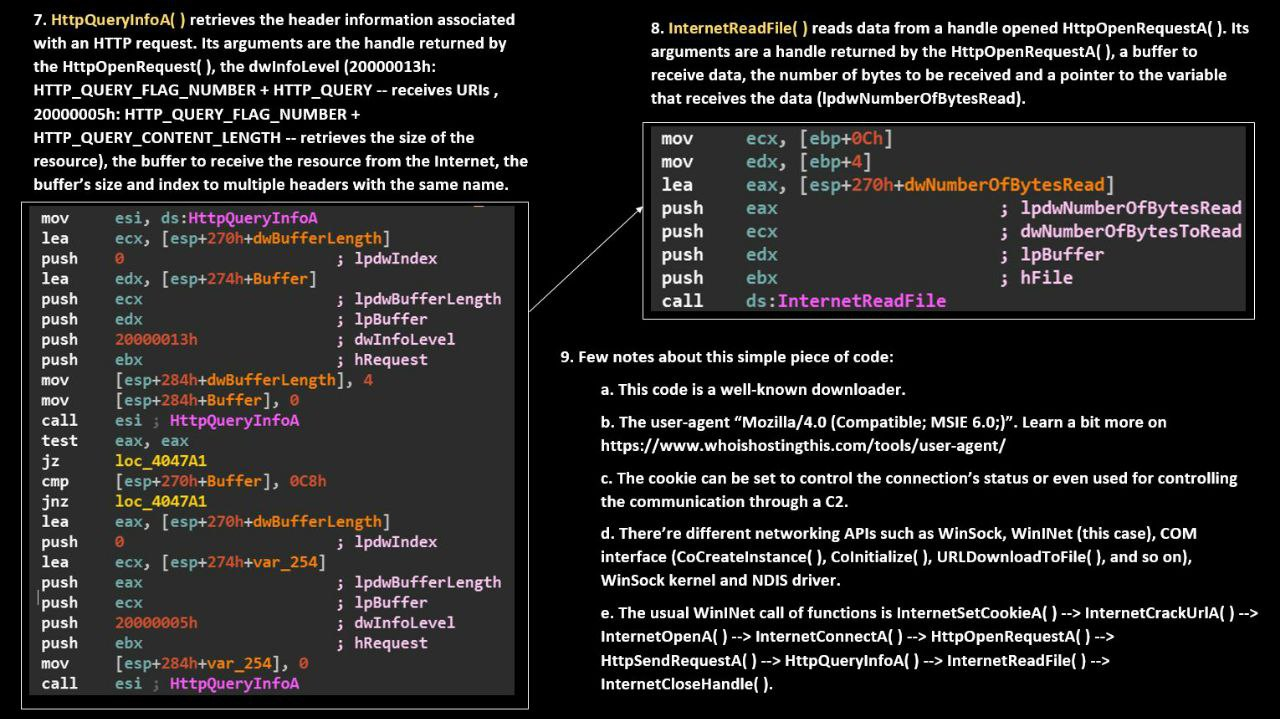 7. HttpQueryInfoA( ) retrieves the header information associated
with an HTTP request. Its arguments are the handle returned by
the HttpOpenRequest( ), the dwInfoLevel (20000013h:
HTTP_QUERY_FLAG_NUMBER + HTTP_QUERY -- receives URIs ,
20000005h: HTTP_QUERY_FLAG_NUMBER +
HTTP_QUERY_CONTENT_LENGTH -- retrieves the size of the
resource), the buffer to receive the resource from the Internet, the
buffer's size and index to multiple headers with the same name.
mov esi, ds:HttpQueryInfoA
lea ecx, [esp+270h+dwBufferLength]
push 0 ; lpdwIndex
lea edx, [esp+274h+Buffer]
push ecx ; lpdwBufferLength
push edx ; lpBuffer
push 20000013h ; dwInfoLevel
push ebx ; hRequest
mov [esp+284h+dwBufferLength], 4
mov [esp+284h+Buffer], 0
call esi ; HttpQueryInfoA
test eax, eax
jz loc_4047A1
cmp [esp+270h+Buffer], 0C8h
jnz loc_4047A1
lea eax, [esp+270h+dwBufferLength]
push 0 ; lpdwIndex
lea ecx, [esp+274h+var_254]
push eax ; lpdwBufferLength
push ecx ; lpBuffer
push 20000005h ; dwInfoLevel
push ebx ; hRequest
mov [esp+284h+var_254], 0
call esi ; HttpQueryInfoA
8. InternetReadFile( ) reads data from a handle opened HttpOpenRequestA( ). Its
arguments are a handle returned by the HttpOpenRequestA( ), a buffer to
receive data, the number of bytes to be received and a pointer to the variable
that receives the data (lpdwNumberOfBytesRead).
mov ecx, [ebp+0Ch]
mov edx, [ebp+4]
lea eax, [esp+270h+dwNumberOfBytesRead]
push eax ; lpdwNumberOfBytesRead
push ecx ; dwNumberOfBytesToRead
push edx ; lpBuffer
push ebx ; hFile
call ds:InternetReadFile
9. Few notes about this simple piece of code:
a. This code is a well-known downloader.
b. The user-agent “Mozilla/4.0 (Compatible; MSIE 6.0;)”. Learn a bit more on
https://www.whoishostingthis.com/tools/user-agent/
c. The cookie can be set to control the connection's status or even used for controlling
the communication through a C2.
d. There're different networking APIs such as WinSock, WinINet (this case), COM
interface (CoCreateInstance( ), CoInitialize( ), URLDownloadToFile( ), and so on),
WinSock kernel and NDIS driver.
e. The usual WinINet call of functions is InternetSetCookieA( ) --> InternetCrackUrlA( ) -->
InternetOpenA( ) --> InternetConnectA( ) --> HttpOpenRequestA( ) -->
HttpSendRequestA( ) --> HttpQueryInfoA( ) --> InternetReadFile( ) -->
InternetCloseHandle( ).